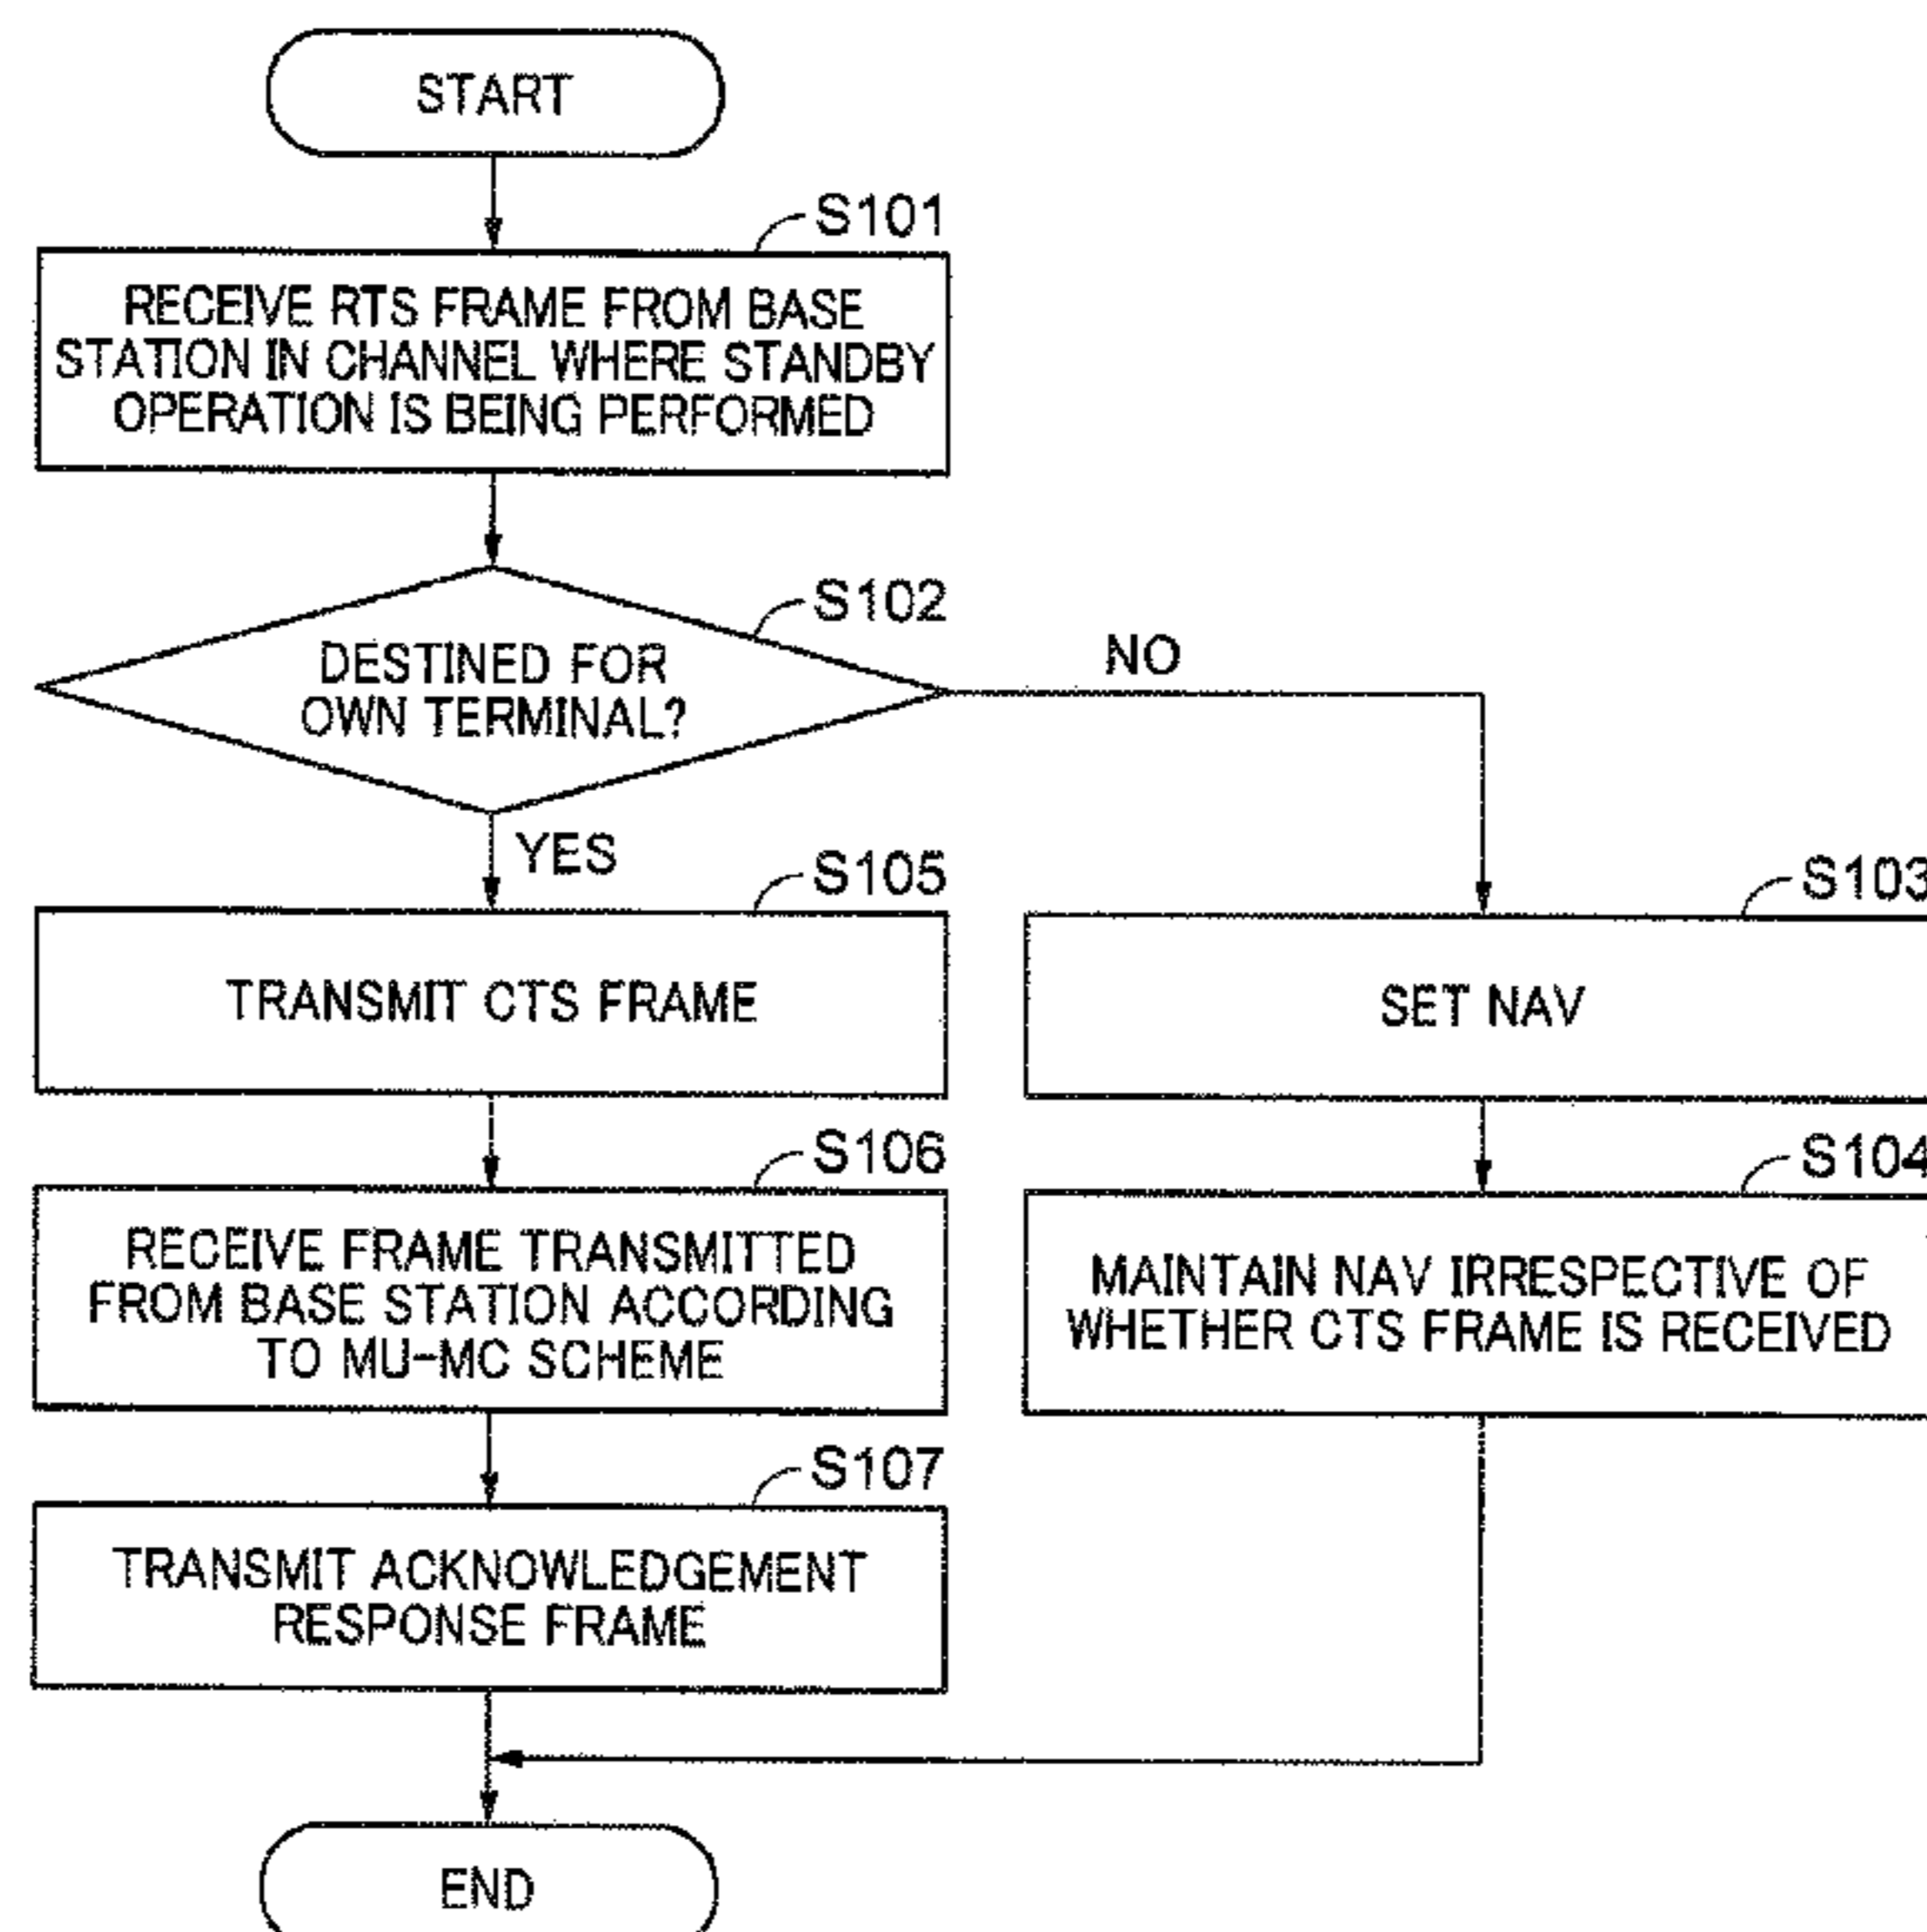 START
S101
RECEIVE RTS FRAME FROM BASE
STATION IN CHANNEL WHERE STANDBY
OPERATION IS BEING PERFORMED
S102
DESTINED FOR
OWN TERMINAL?
NO
YES
S105
TRANSMIT CTS FRAME
S103
SET NAV
S106
RECEIVE FRAME TRANSMITTED
FROM BASE STATION ACCORDING
TO MU-MC SCHEME
S104
MAINTAIN NAV IRRESPECTIVE OF
WHETHER CTS FRAME IS RECEIVED
S107
TRANSMIT ACKNOWLEDGEMENT
RESPONSE FRAME
END